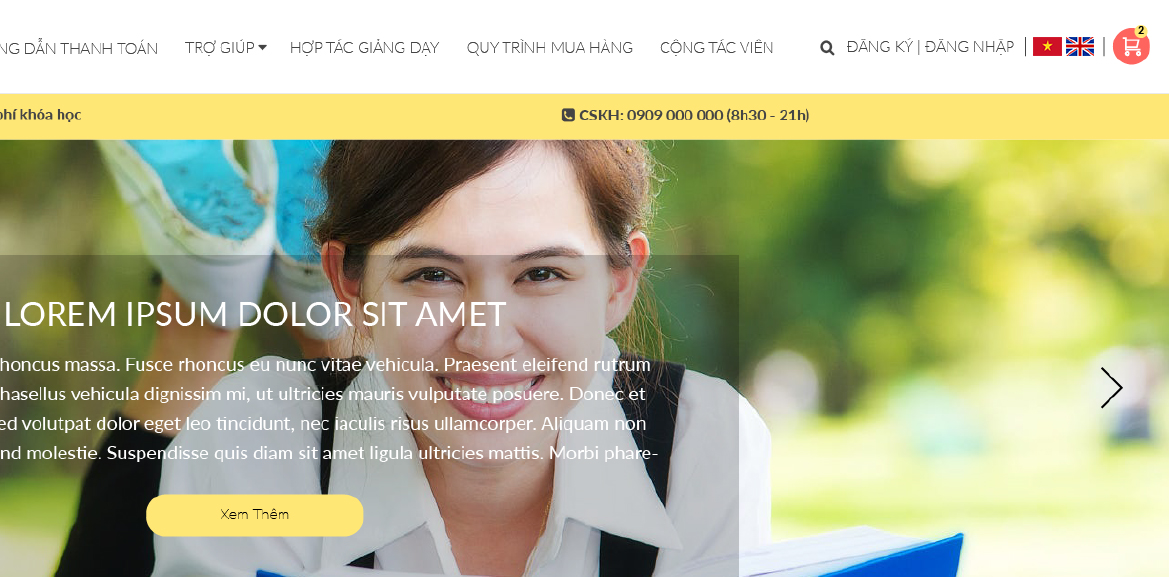 DẪN THANH TOÁN TRỢ GIÚP HỢP TÁC GIẢNG DAY QUY TRÌNH MUA HÀNG CỘNG TÁC VIÊN ĐĂNG KÝ | ĐĂNG NHẬP 2
phí khóa học CSKH: 0909 000 000 (8h30 - 21h)
LOREM IPSUM DOLOR SIT AMET
rhoncus massa. Fusce rhoncus eu nunc vitae vehicula. Praesent eleifend rutrum
hasellus vehicula dignissim mi, ut ultricies mauris vulputate posuere. Donec et
ed volutpat dolor eget leo tincidunt, nec iaculis risus ullamcorper. Aliquam non
nd molestie. Suspendisse quis diam sit amet ligula ultricies mattis. Morbi phare-
Xem Thêm